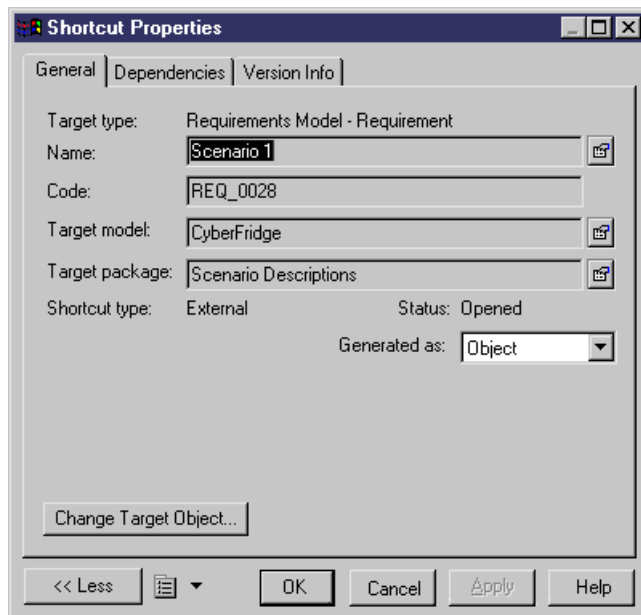 Shortcut Properties
General Dependencies Version Info
Target type: Requirements Model - Requirement
Name: Scenario 1
Code: REQ_0028
Target model: CyberFridge
Target package: Scenario Descriptions
Shortcut type: External Status: Opened
Generated as: Object
Change Target Object...
<< Less OK Cancel Apply Help